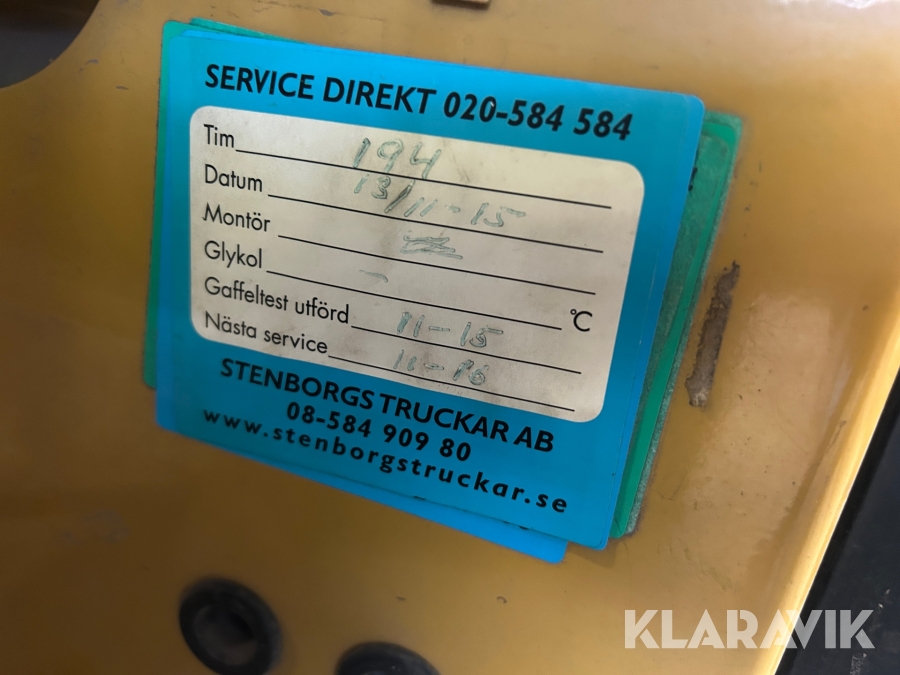 SERVICE DIREKT 020-584 584
Tim 194
Datum 13/11-15
Montör
Glykol - °C
Gaffeltest utförd 11-15
Nästa service 11-16
STENBORGS TRUCKAR AB
08-584 909 80
www.stenborgstruckar.se
KLARAVIK